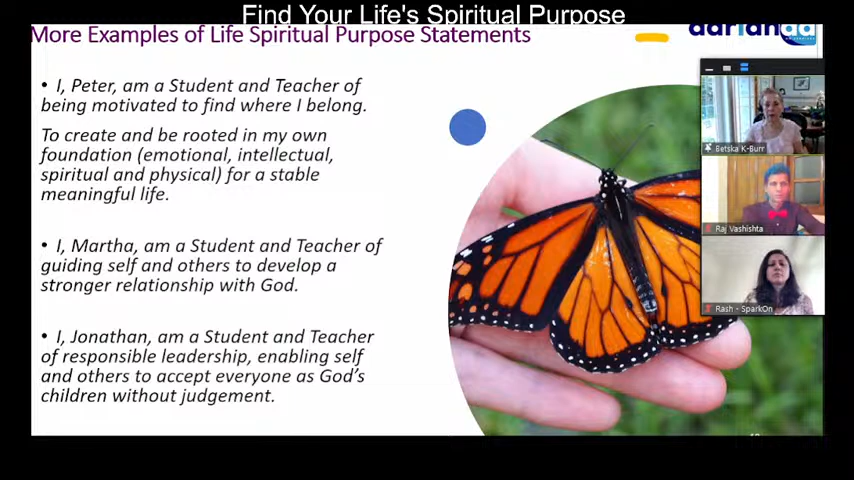 Find Your Life's Spiritual Purpose
More Examples of Life Spiritual Purpose Statements
• I, Peter, am a Student and Teacher of
being motivated to find where I belong.
To create and be rooted in my own
foundation (emotional, intellectual,
spiritual and physical) for a stable
meaningful life.
• I, Martha, am a Student and Teacher of
guiding self and others to develop a
stronger relationship with God.
• I, Jonathan, am a Student and Teacher
of responsible leadership, enabling self
and others to accept everyone as God's
children without judgement.
Betska K-Burr
Raj Vashishta
Rash - SparkOn